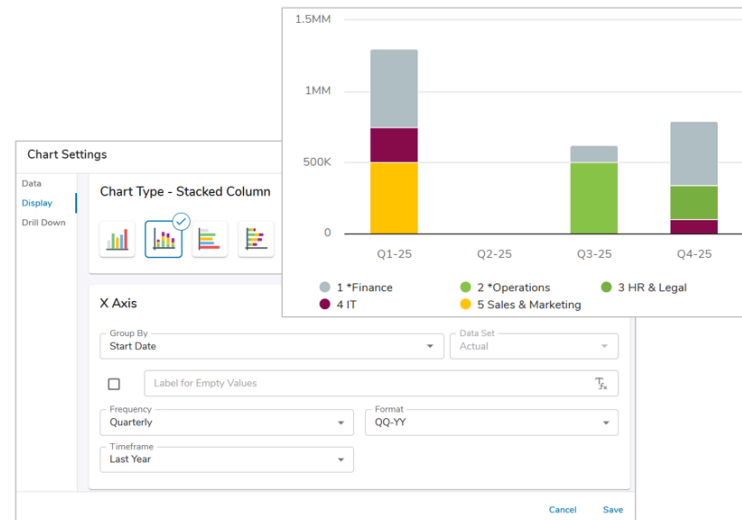 1.5MM
1MM
500K
0
Q1-25 Q2-25 Q3-25 Q4-25
1 *Finance 2 *Operations 3 HR & Legal
4 IT 5 Sales & Marketing
Chart Settings
Data
Display
Drill Down
Chart Type - Stacked Column
X Axis
Group By
Start Date
Data Set
Actual
Label for Empty Values
Frequency
Quarterly
Format
QQ-YY
Timeframe
Last Year
Cancel Save